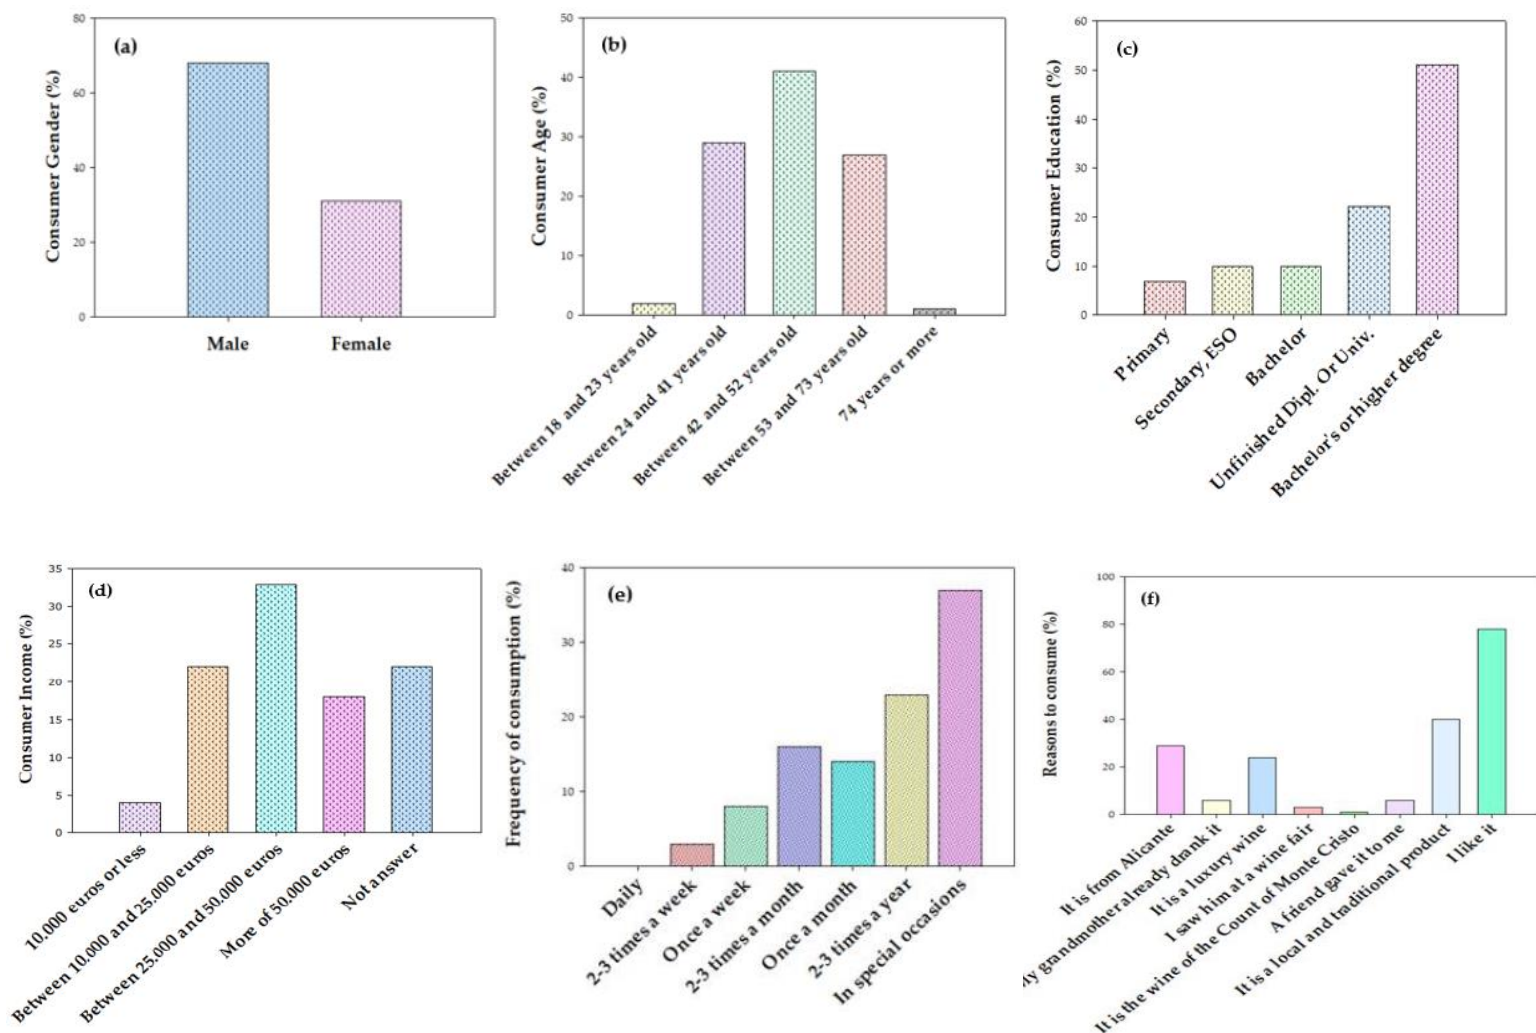 (a)
Consumer Gender (%)
80
60
40
20
0
Male
Female
(b)
Consumer Age (%)
50
40
30
20
10
0
Between 18 and 23 years old
Between 24 and 41 years old
Between 42 and 52 years old
Between 53 and 73 years old
74 years or more
(c)
Consumer Education (%)
60
50
40
30
20
10
0
Primary
Secondary, ESO
Bachelor
Unfinished Dipl. Or Univ.
Bachelor's or higher degree
(d)
Consumer Income (%)
35
30
25
20
15
10
5
0
10.000 euros or less
Between 10.000 and 25.000 euros
Between 25.000 and 50.000 euros
More of 50.000 euros
Not answer
(e)
Frequency of consumption (%)
40
30
20
10
0
Daily
2-3 times a week
Once a week
2-3 times a month
Once a month
2-3 times a year
In special occasions
(f)
Reasons to consume (%)
100
80
60
40
20
0
It is from Alicante
grandmother already drank it
It is a luxury wine
I saw him at a wine fair
It is the wine of the Count of Monte Cristo
A friend gave it to me
It is a local and traditional product
I like it